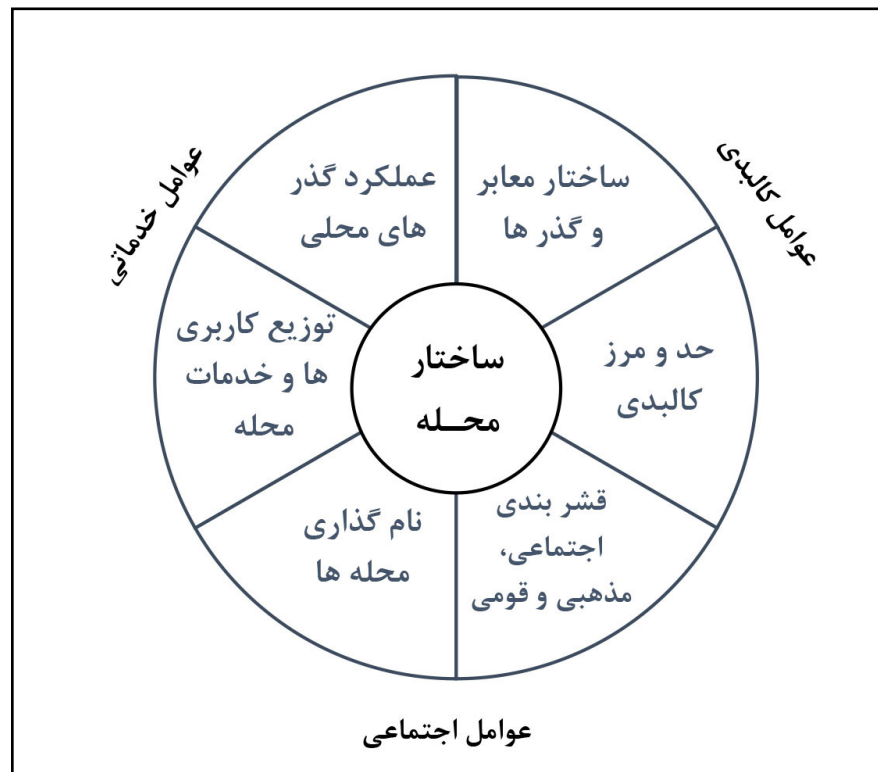 عوامل کالبدی
ساختار معابر
و گذر ها
حد و مرز
کالبدی
عوامل خدماتی
عملکرد گذر
های محلی
توزیع کاربری
ها و خدمات
محله
ساختار
محـــله
قشر بندی
اجتماعی،
مذهبی و قومی
نام گذاری
محله ها
عوامل اجتماعی